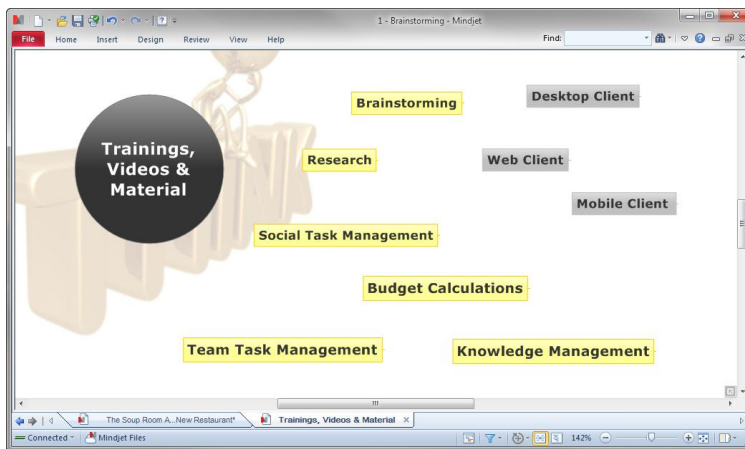 1 - Brainstorming - Mindjet
File Home Insert Design Review View Help Find:
Brainstorming
Desktop Client
Trainings,
Videos &
Material
Research
Web Client
Mobile Client
Social Task Management
Budget Calculations
Team Task Management
Knowledge Management
The Soup Room A...New Restaurant* Trainings, Videos & Material
Connected Mindjet Files 142%